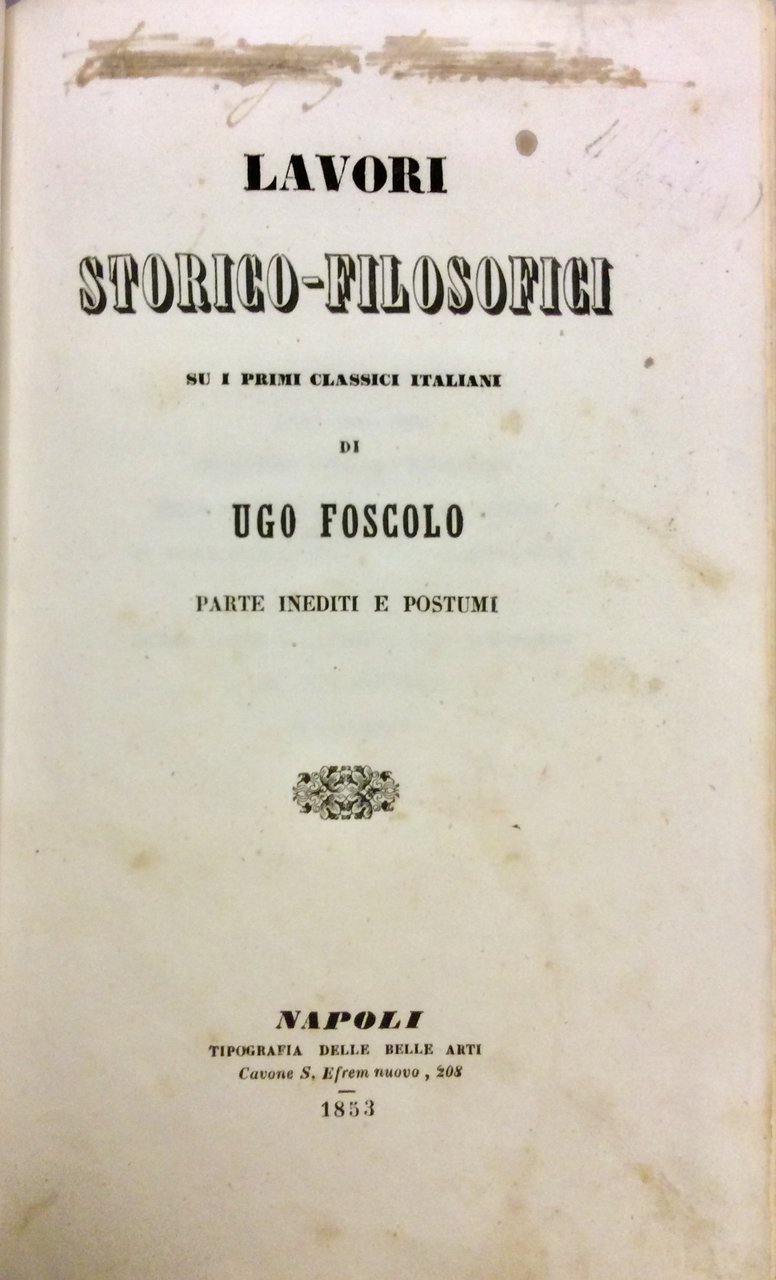 LAVORI
STORICO-FILOSOFICI
SU I PRIMI CLASSICI ITALIANI
DI
UGO FOSCOLO
PARTE INEDITI E POSTUMI
NAPOLI
TIPOGRAFIA DELLE BELLE ARTI
Cavone S. Efrem nuovo, 208
1853